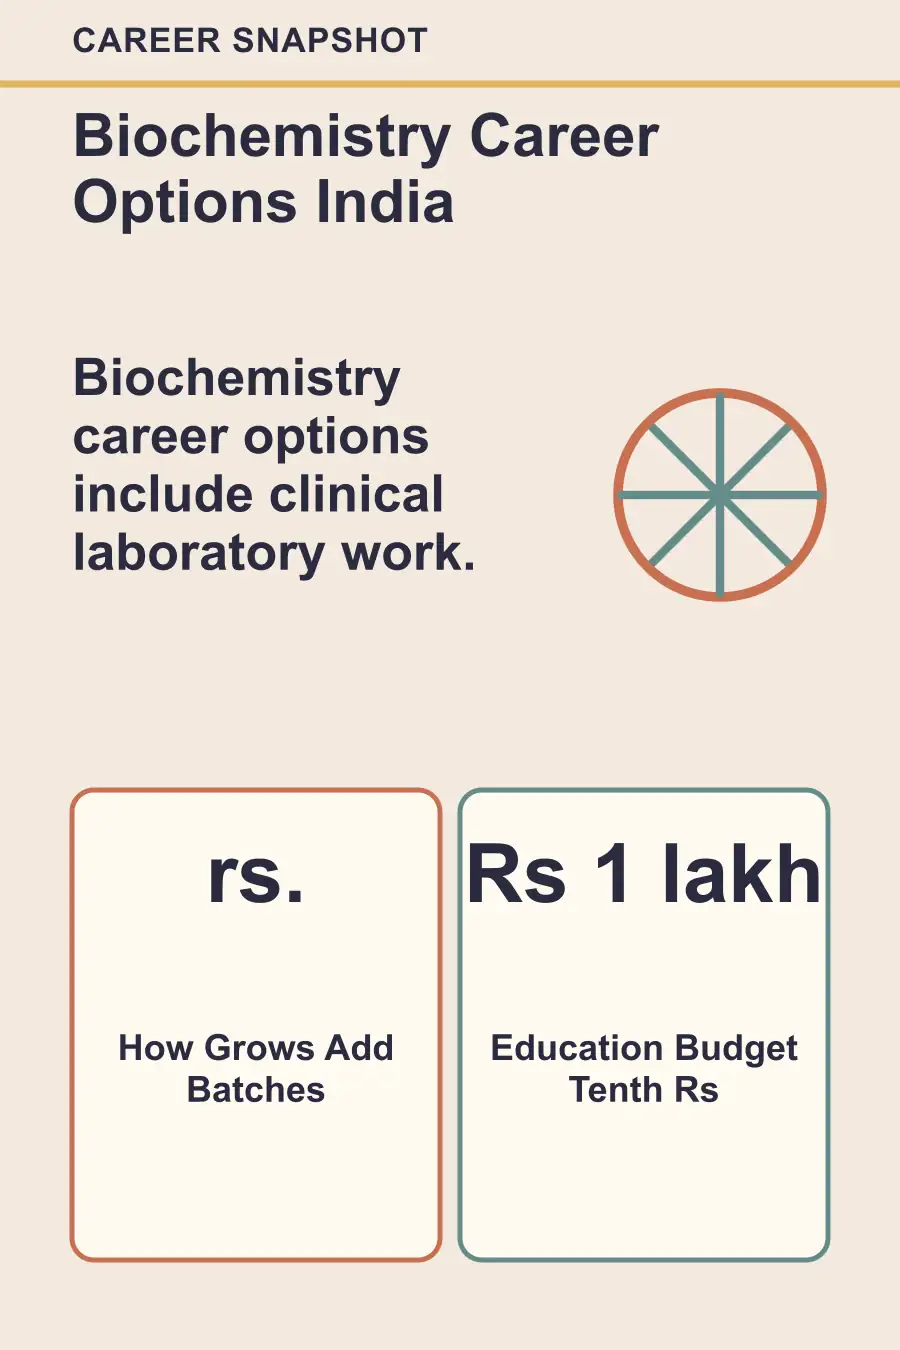 CAREER SNAPSHOT
Biochemistry Career
Options India
Biochemistry
career options
include clinical
laboratory work.
rs.
How Grows Add
Batches
Rs 1 lakh
Education Budget
Tenth Rs